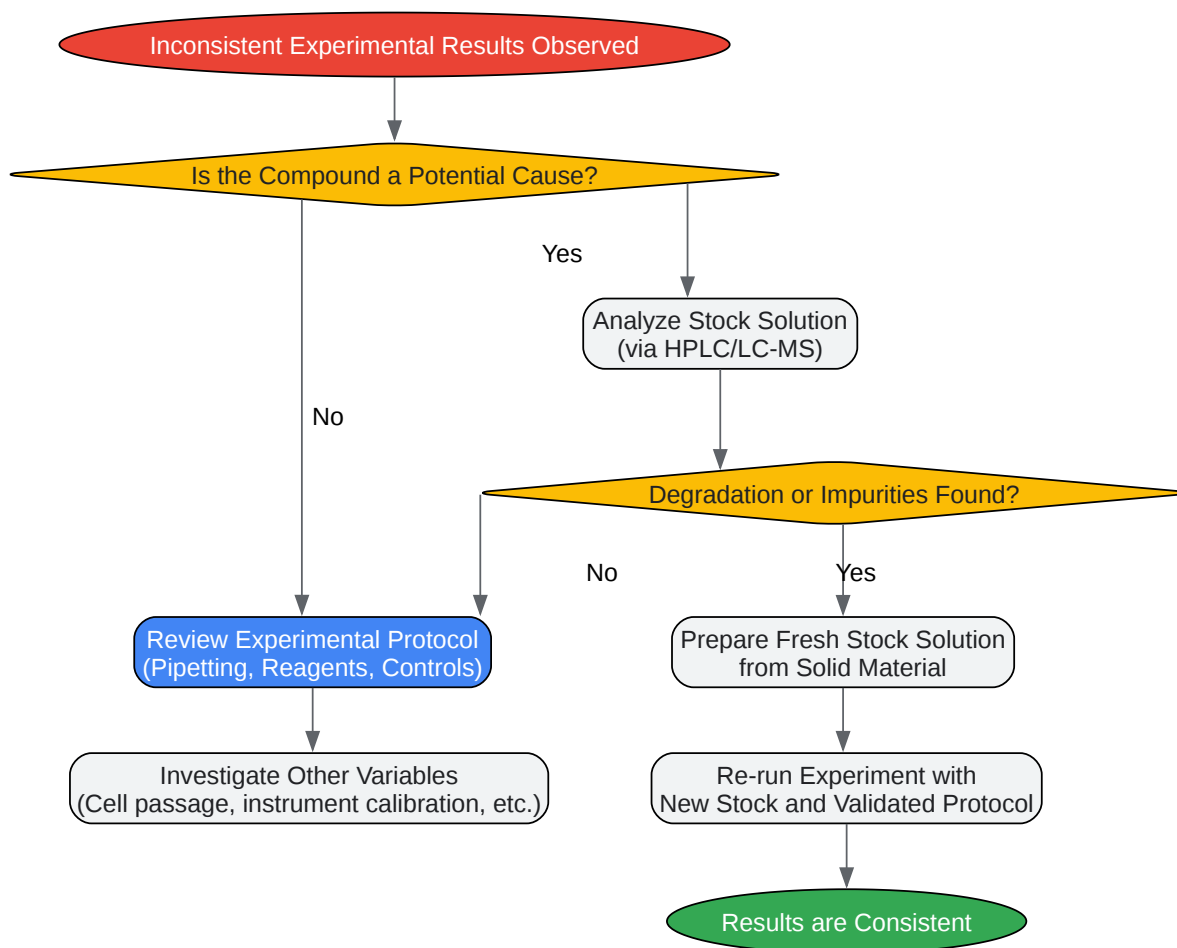 Inconsistent Experimental Results Observed
Is the Compound a Potential Cause?
Yes
Analyze Stock Solution
(via HPLC/LC-MS)
No
Degradation or Impurities Found?
No
Yes
Review Experimental Protocol
(Pipetting, Reagents, Controls)
Prepare Fresh Stock Solution
from Solid Material
Investigate Other Variables
(Cell passage, instrument calibration, etc.)
Re-run Experiment with
New Stock and Validated Protocol
Results are Consistent